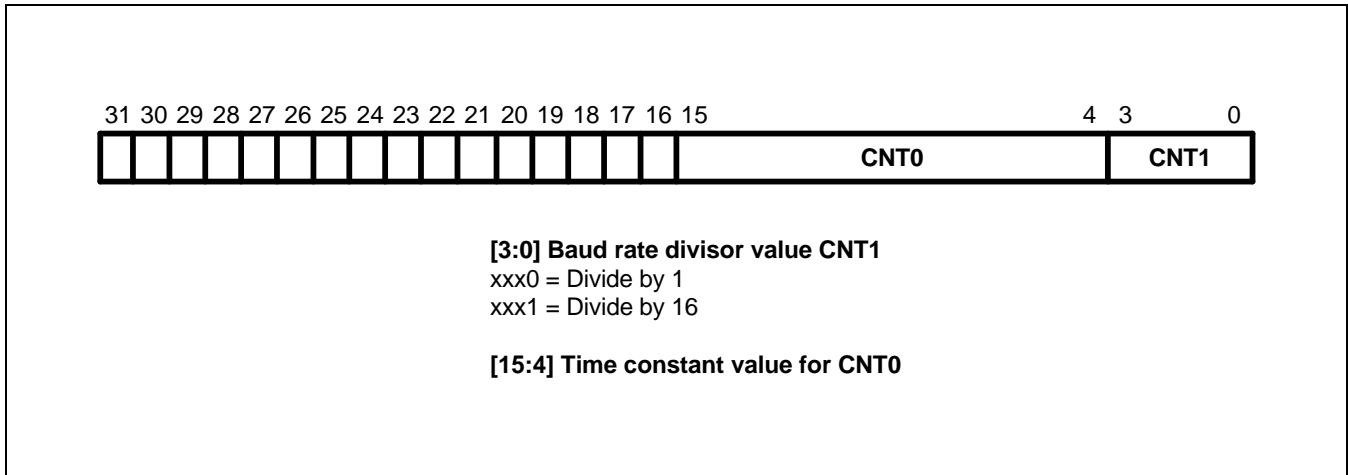 31 30 29 28 27 26 25 24 23 22 21 20 19 18 17 16 15 4 3 0
CNT0 CNT1
[3:0] Baud rate divisor value CNT1
xxx0 = Divide by 1
xxx1 = Divide by 16
[15:4] Time constant value for CNT0